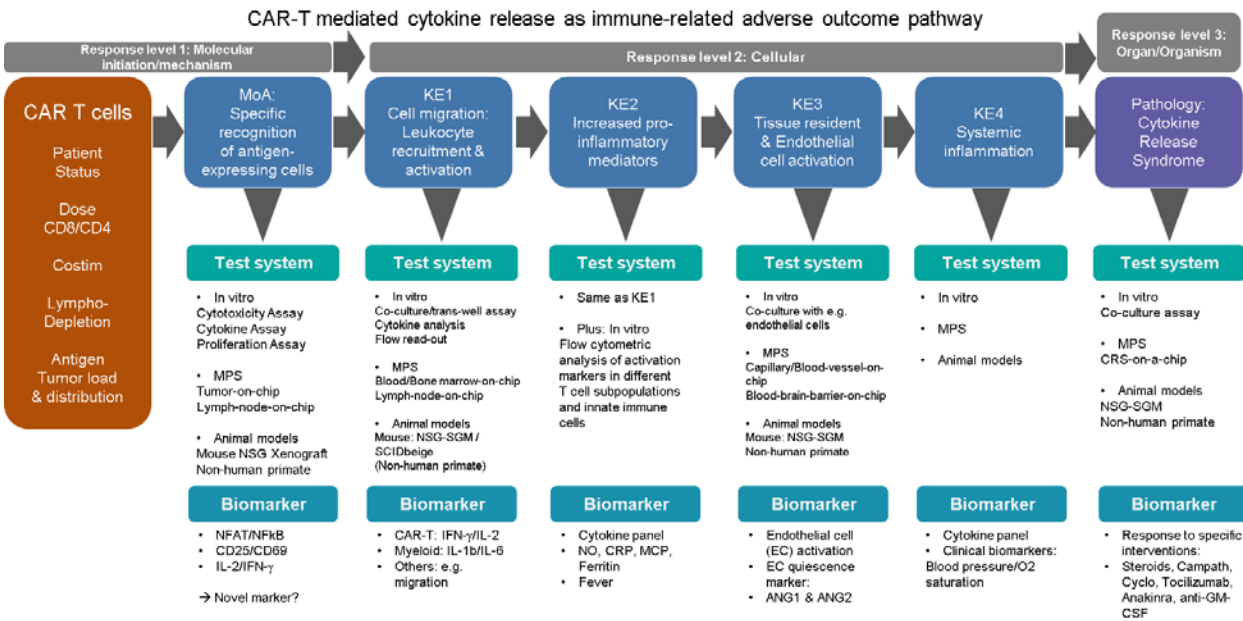 CAR-T mediated cytokine release as immune-related adverse outcome pathway
Response level 1: Molecular
initiation/mechanism
Response level 2: Cellular
Response level 3:
Organ/Organism
CAR T cells
Patient
Status
Dose
CD8/CD4
Costim
Lympho-
Depletion
Antigen
Tumor load
& distribution
MoA:
Specific
recognition
of antigen-
expressing cells
KE1
Cell migration:
Leukocyte
recruitment &
activation
KE2
Increased pro-
inflammatory
mediators
KE3
Tissue resident
& Endothelial
cell activation
KE4
Systemic
inflammation
Pathology:
Cytokine
Release
Syndrome
Test system
• In vitro
Cytotoxicity Assay
Cytokine Assay
Proliferation Assay
• MPS
Tumor-on-chip
Lymph-node-on-chip
• Animal models
Mouse NSG Xenograft
Non-human primate
Test system
• In vitro
Co-culture/trans-well assay
Cytokine analysis
Flow read-out
• MPS
Blood/Bone marrow-on-chip
Lymph-node-on-chip
• Animal models
Mouse: NSG-SGM /
SCIDbeige
(Non-human primate)
Test system
• Same as KE1
• Plus: In vitro
Flow cytometric
analysis of activation
markers in different
T cell subpopulations
and innate immune
cells
Test system
• In vitro
Co-culture with e.g.
endothelial cells
• MPS
Capillary/Blood-vessel-on-
chip
Blood-brain-barrier-on-chip
• Animal models
Mouse: NSG-SGM
Non-human primate
Test system
• In vitro
• MPS
• Animal models
Test system
• In vitro
Co-culture assay
• MPS
CRS-on-a-chip
• Animal models
NSG-SGM
Non-human primate
Biomarker
• NFAT/NFkB
• CD25/CD69
• IL-2/IFN-γ
→ Novel marker?
Biomarker
• CAR-T: IFN-γ/IL-2
• Myeloid: IL-1b/IL-6
• Others: e.g.
migration
Biomarker
• Cytokine panel
• NO, CRP, MCP,
Ferritin
• Fever
Biomarker
• Endothelial cell
(EC) activation
• EC quiescence
marker:
• ANG1 & ANG2
Biomarker
• Cytokine panel
• Clinical biomarkers:
Blood pressure/O2
saturation
Biomarker
• Response to specific
interventions:
• Steroids, Campath,
Cyclo, Tocilizumab,
Anakinra, anti-GM-
CSF